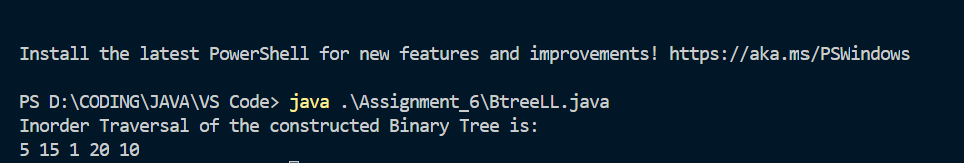 Install the latest PowerShell for new features and improvements! https://aka.ms/PSWindows
PS D:\CODING\JAVA\VS Code> java .\Assignment_6\BtreeLL.java
Inorder Traversal of the constructed Binary Tree is:
5 15 1 20 10